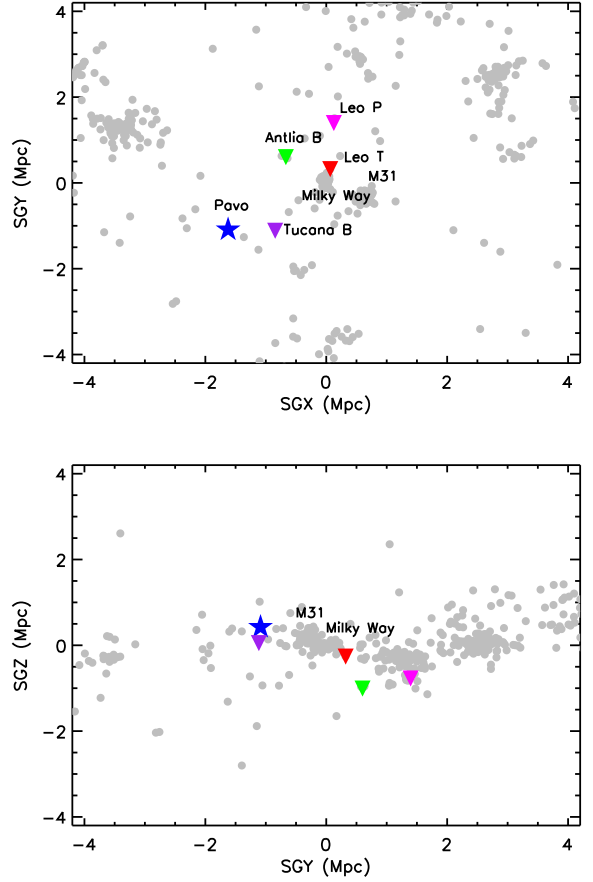 4
2
0
−2
−4
SGY (Mpc)
Leo P
Antlia B
Leo T
M31
Milky Way
Pavo
Tucana B
−4 −2 0 2 4
SGX (Mpc)
4
2
0
−2
−4
SGZ (Mpc)
M31
Milky Way
−4 −2 0 2 4
SGY (Mpc)